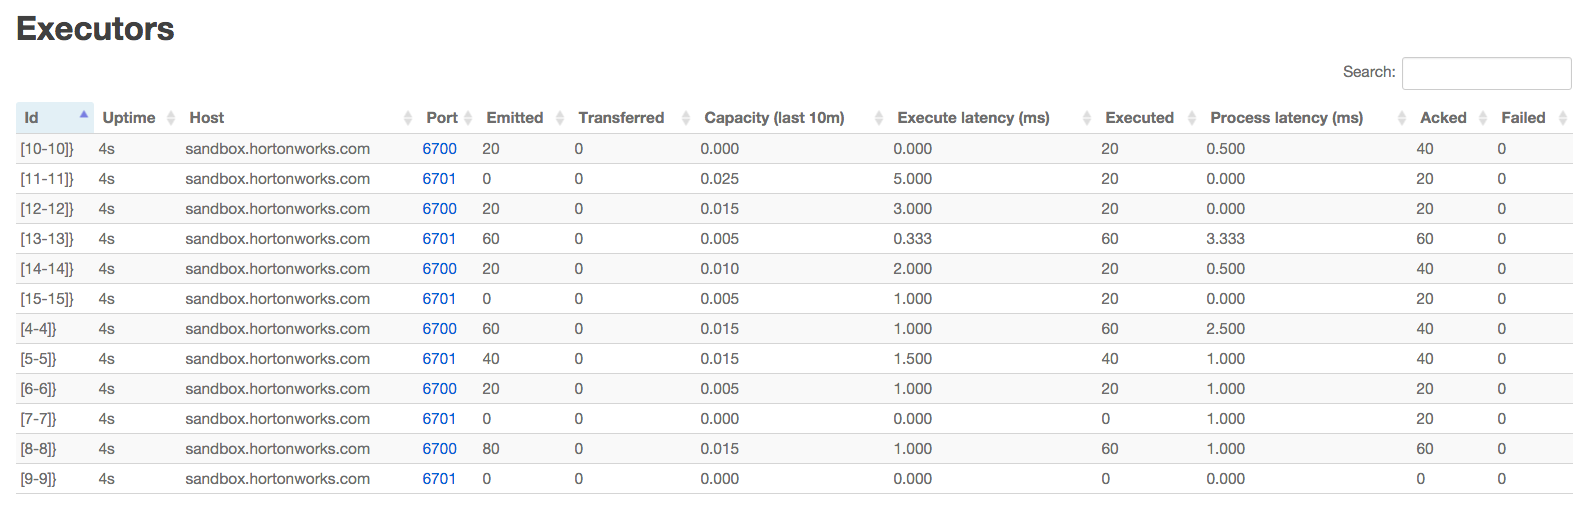 Executors
Search:
Id Uptime Host Port Emitted Transferred Capacity (last 10m) Execute latency (ms) Executed Process latency (ms) Acked Failed
[10-10]} 4s sandbox.hortonworks.com 6700 20 0 0.000 0.000 20 0.500 40 0
[11-11]} 4s sandbox.hortonworks.com 6701 0 0 0.025 5.000 20 0.000 20 0
[12-12]} 4s sandbox.hortonworks.com 6700 20 0 0.015 3.000 20 0.000 20 0
[13-13]} 4s sandbox.hortonworks.com 6701 60 0 0.005 0.333 60 3.333 60 0
[14-14]} 4s sandbox.hortonworks.com 6700 20 0 0.010 2.000 20 0.500 40 0
[15-15]} 4s sandbox.hortonworks.com 6701 0 0 0.005 1.000 20 0.000 20 0
[4-4]} 4s sandbox.hortonworks.com 6700 60 0 0.015 1.000 60 2.500 40 0
[5-5]} 4s sandbox.hortonworks.com 6701 40 0 0.015 1.500 40 1.000 40 0
[6-6]} 4s sandbox.hortonworks.com 6700 20 0 0.005 1.000 20 1.000 20 0
[7-7]} 4s sandbox.hortonworks.com 6701 0 0 0.000 0.000 0 1.000 20 0
[8-8]} 4s sandbox.hortonworks.com 6700 80 0 0.015 1.000 60 1.000 60 0
[9-9]} 4s sandbox.hortonworks.com 6701 0 0 0.000 0.000 0 0.000 0 0